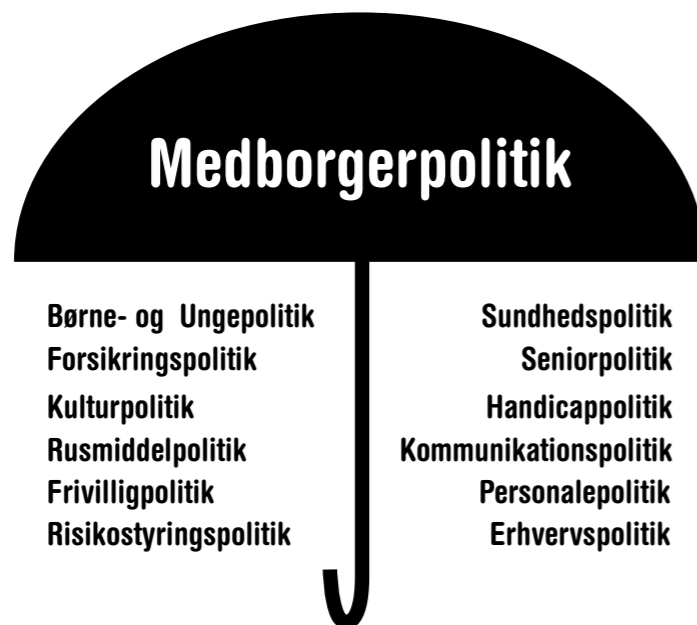 Medborgerpolitik
Børne- og Ungepolitik
Forsikringspolitik
Kulturpolitik
Rusmiddelpolitik
Frivilligpolitik
Risikostyringspolitik
Sundhedspolitik
Seniorpolitik
Handicappolitik
Kommunikationspolitik
Personalepolitik
Erhvervspolitik